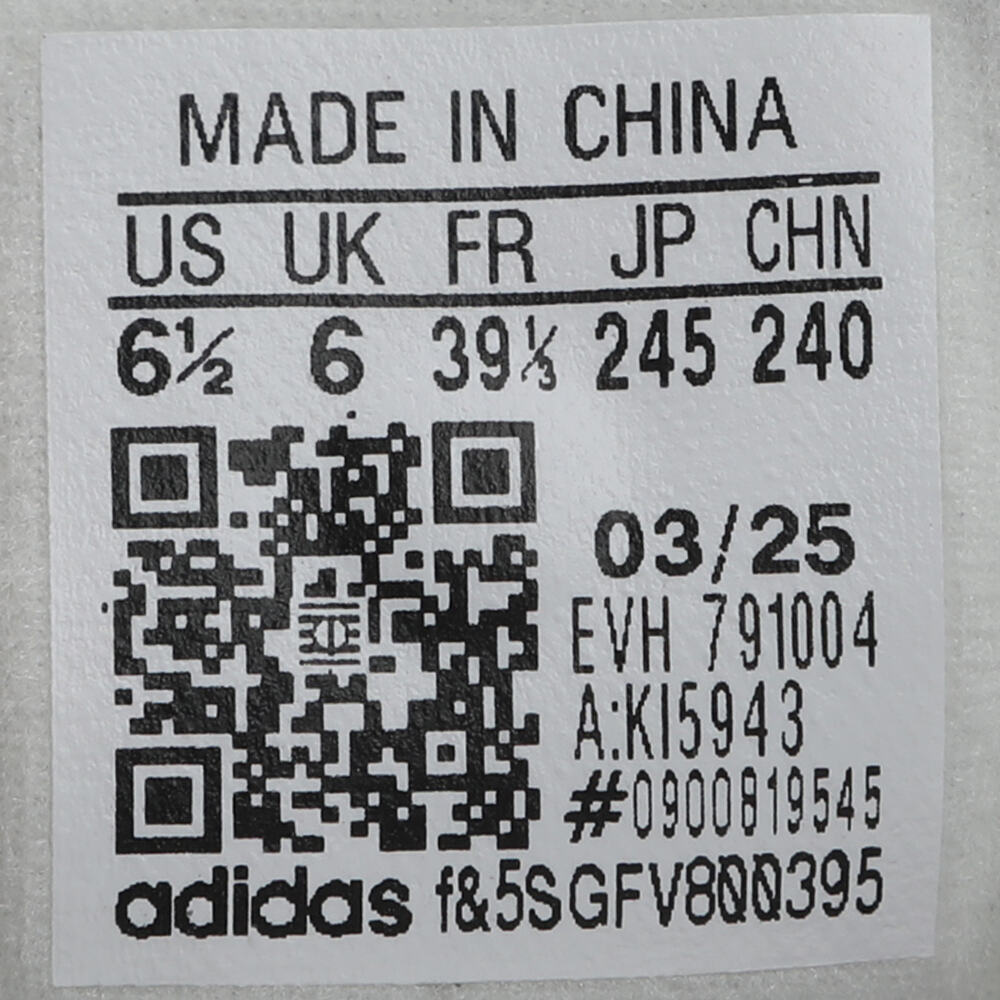 MADE IN CHINA
US UK FR JP CHN
6½ 6 39⅓ 245 240
03/25
EVH 791004
A:KI5943
#0900819545
adidas f&5SGFV800395